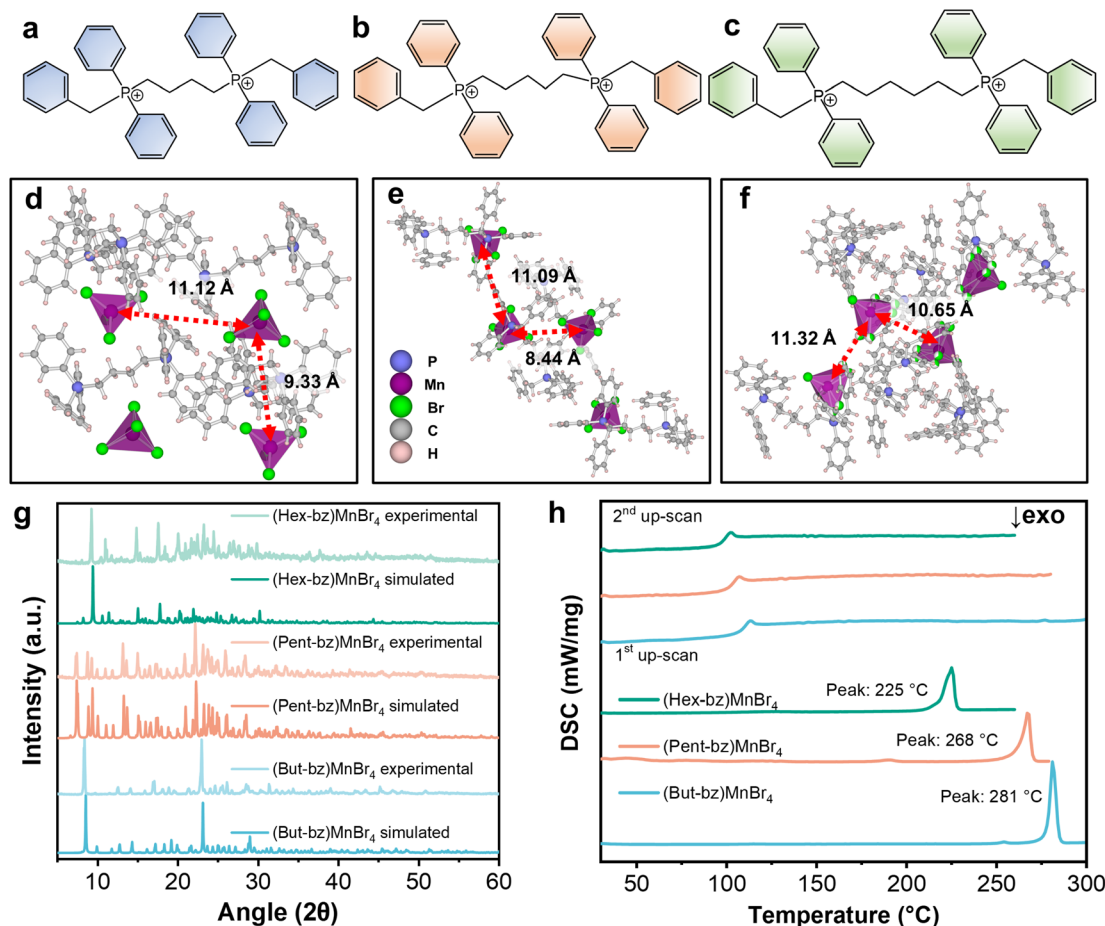 a
b
c
P
⊕
P
⊕
P
⊕
P
⊕
P
⊕
P
⊕
d
11.12 Å
9.33 Å
e
11.09 Å
8.44 Å
P
Mn
Br
C
H
f
10.65 Å
11.32 Å
g
(Hex-bz)MnBr₄ experimental
(Hex-bz)MnBr₄ simulated
(Pent-bz)MnBr₄ experimental
(Pent-bz)MnBr₄ simulated
(But-bz)MnBr₄ experimental
(But-bz)MnBr₄ simulated
Intensity (a.u.)
10 20 30 40 50 60
Angle (2θ)
h
2ⁿᵈ up-scan
↓exo
1ˢᵗ up-scan
(Hex-bz)MnBr₄
Peak: 225 °C
(Pent-bz)MnBr₄
Peak: 268 °C
(But-bz)MnBr₄
Peak: 281 °C
DSC (mW/mg)
50 100 150 200 250 300
Temperature (°C)